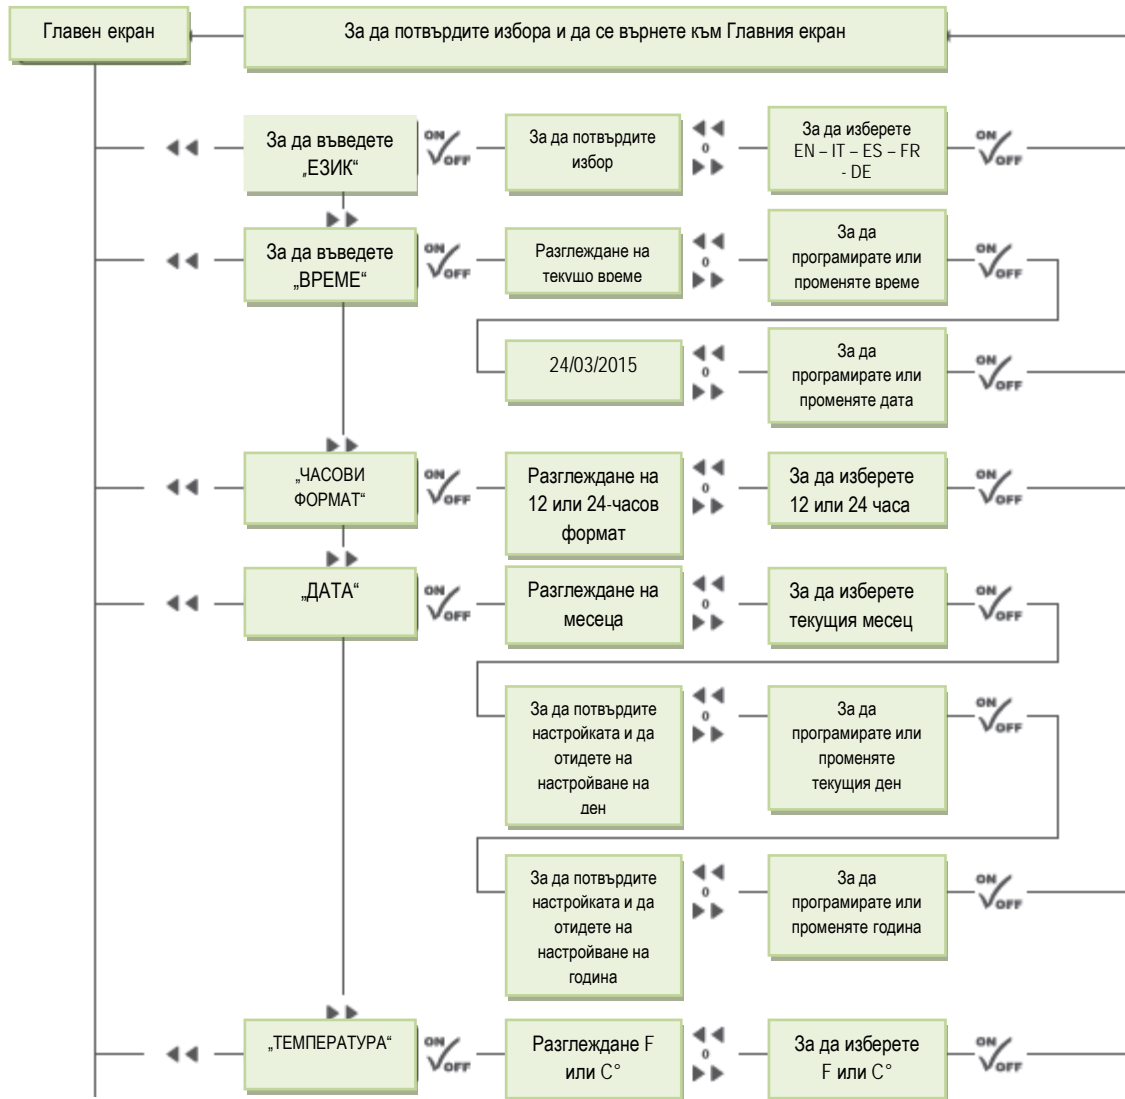 Главен екран
За да потвърдите избора и да се върнете към Главния екран
За да въведете
„ЕЗИК“
ON
OFF
За да потвърдите
избор
0
За да изберете
EN – IT – ES – FR
- DE
ON
OFF
За да въведете
„ВРЕМЕ“
ON
OFF
Разглеждане на
текущо време
0
За да
програмирате или
променяте време
ON
OFF
24/03/2015
0
За да
програмирате или
променяте дата
ON
OFF
„ЧАСОВИ
ФОРМАТ“
ON
OFF
Разглеждане на
12 или 24-часов
формат
0
За да изберете
12 или 24 часа
ON
OFF
„ДАТА“
ON
OFF
Разглеждане на
месеца
0
За да изберете
текущия месец
ON
OFF
За да потвърдите
настройката и да
отидете на
настройване на
ден
0
За да
програмирате или
променяте
текущия ден
ON
OFF
За да потвърдите
настройката и да
отидете на
настройване на
година
0
За да
програмирате или
променяте година
ON
OFF
„ТЕМПЕРАТУРА“
ON
OFF
Разглеждане F
или C°
0
За да изберете
F или C°
ON
OFF